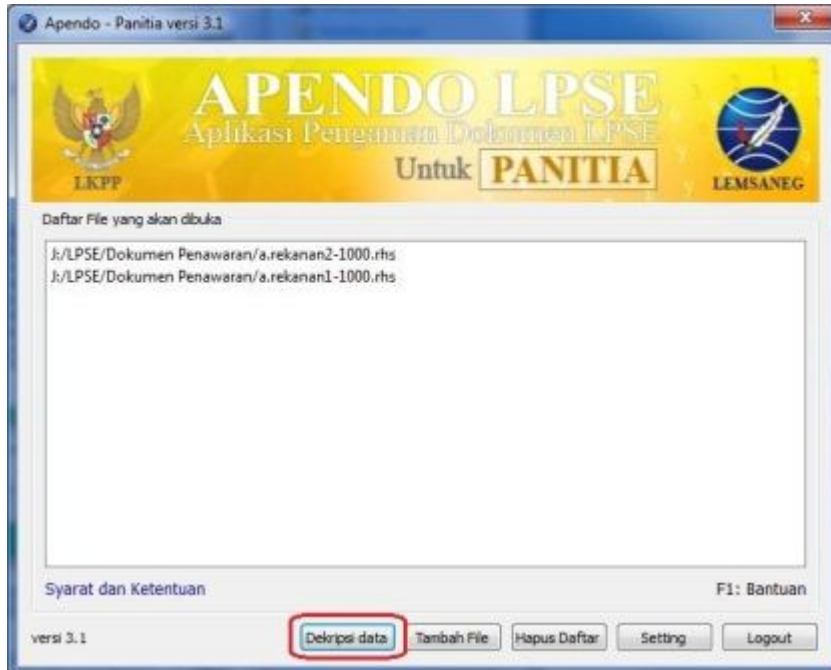 Apendo - Panitia versi 3.1
APENDO LPSE
Aplikasi Pengaman Dokumen LPSE
Untuk PANITIA
LKPP
LEMSANEG
Daftar File yang akan dibuka
J:/LPSE/Dokumen Penawaran/a.rekanan2-1000.rhs
J:/LPSE/Dokumen Penawaran/a.rekanan1-1000.rhs
Syarat dan Ketentuan
F1: Bantuan
versi 3.1
Dekripsi data
Tambah File
Hapus Daftar
Setting
Logout